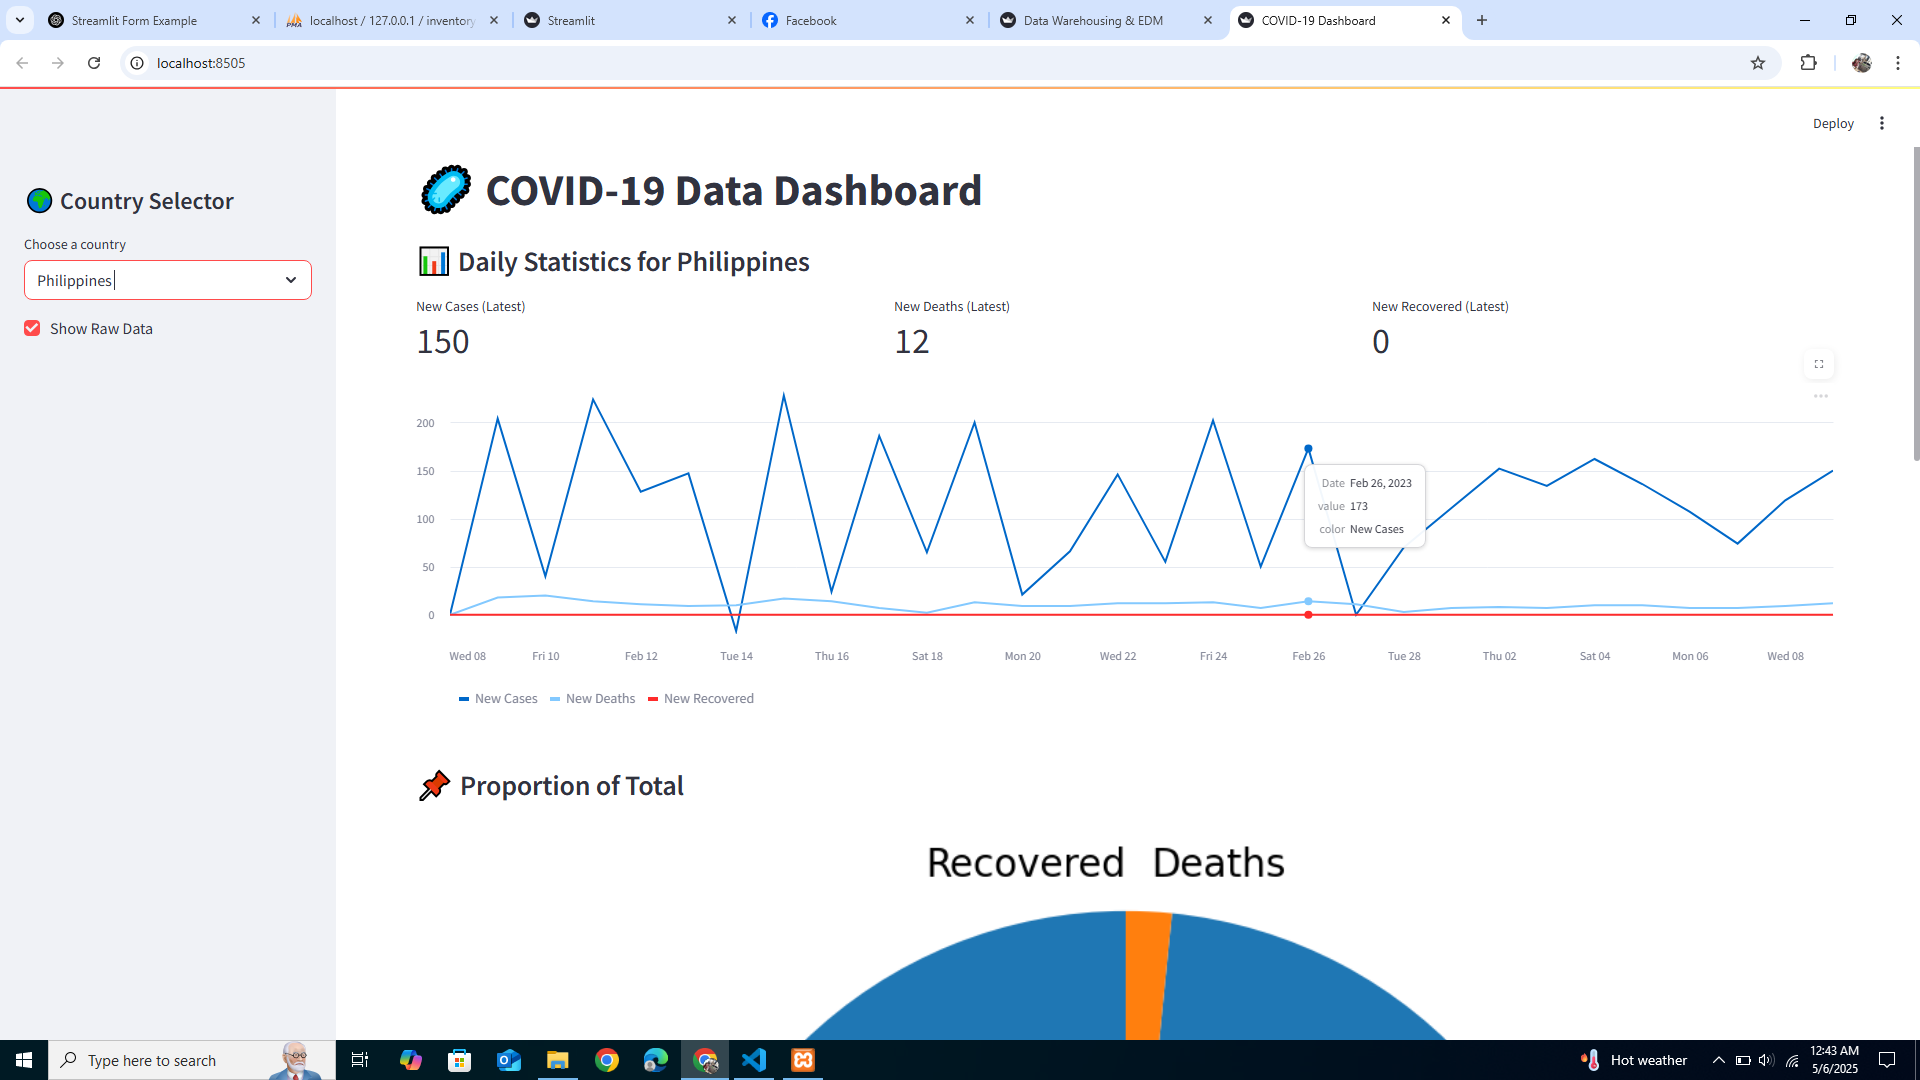 Streamlit Form Example
localhost / 127.0.0.1 / inventory
Streamlit
Facebook
Data Warehousing & EDM
COVID-19 Dashboard
localhost:8505
Deploy
Country Selector
Choose a country
Philippines
Show Raw Data
COVID-19 Data Dashboard
Daily Statistics for Philippines
New Cases (Latest)
150
New Deaths (Latest)
12
New Recovered (Latest)
0
200
150
100
50
0
Date Feb 26, 2023
value 173
color New Cases
Wed 08 Fri 10 Feb 12 Tue 14 Thu 16 Sat 18 Mon 20 Wed 22 Fri 24 Feb 26 Tue 28 Thu 02 Sat 04 Mon 06 Wed 08
New Cases New Deaths New Recovered
Proportion of Total
Recovered Deaths
Type here to search
Hot weather
12:43 AM
5/6/2025